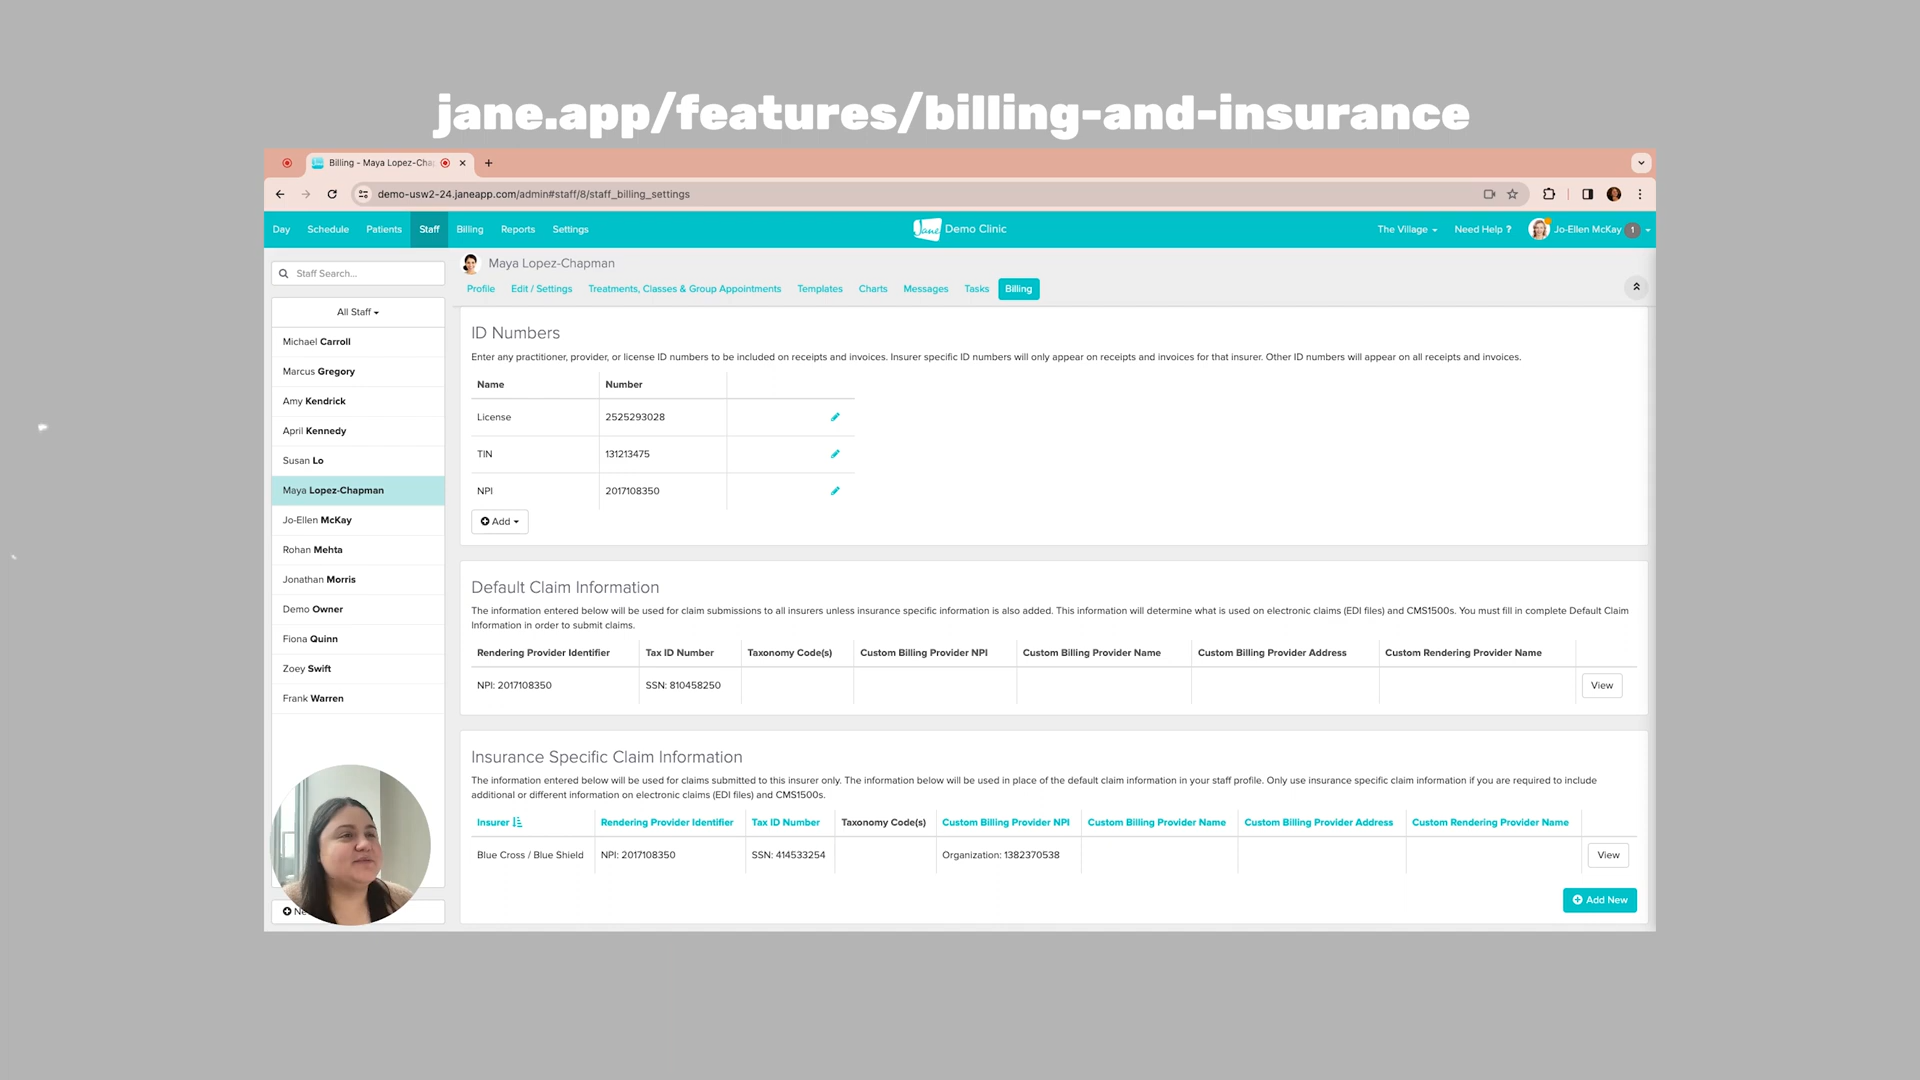 jane.app/features/billing-and-insurance
Billing - Maya Lopez-Cha
demo-usw2-24.janeapp.com/admin#staff/8/staff_billing_settings
Day Schedule Patients Staff Billing Reports Settings
Jane Demo Clinic
The Village Need Help ? Jo-Ellen McKay 1
Staff Search...
All Staff
Michael Carroll
Marcus Gregory
Amy Kendrick
April Kennedy
Susan Lo
Maya Lopez-Chapman
Jo-Ellen McKay
Rohan Mehta
Jonathan Morris
Demo Owner
Fiona Quinn
Zoey Swift
Frank Warren
Ne
Maya Lopez-Chapman
Profile Edit / Settings Treatments, Classes & Group Appointments Templates Charts Messages Tasks Billing
ID Numbers
Enter any practitioner, provider, or license ID numbers to be included on receipts and invoices. Insurer specific ID numbers will only appear on receipts and invoices for that insurer. Other ID numbers will appear on all receipts and invoices.
Name Number
License 2525293028
TIN 131213475
NPI 2017108350
Add
Default Claim Information
The information entered below will be used for claim submissions to all insurers unless insurance specific information is also added. This information will determine what is used on electronic claims (EDI files) and CMS1500s. You must fill in complete Default Claim
Information in order to submit claims.
Rendering Provider Identifier Tax ID Number Taxonomy Code(s) Custom Billing Provider NPI Custom Billing Provider Name Custom Billing Provider Address Custom Rendering Provider Name
NPI: 2017108350 SSN: 810458250 View
Insurance Specific Claim Information
The information entered below will be used for claims submitted to this insurer only. The information below will be used in place of the default claim information in your staff profile. Only use insurance specific claim information if you are required to include
additional or different information on electronic claims (EDI files) and CMS1500s.
Insurer Rendering Provider Identifier Tax ID Number Taxonomy Code(s) Custom Billing Provider NPI Custom Billing Provider Name Custom Billing Provider Address Custom Rendering Provider Name
Blue Cross / Blue Shield NPI: 2017108350 SSN: 414533254 Organization: 1382370538 View
Add New